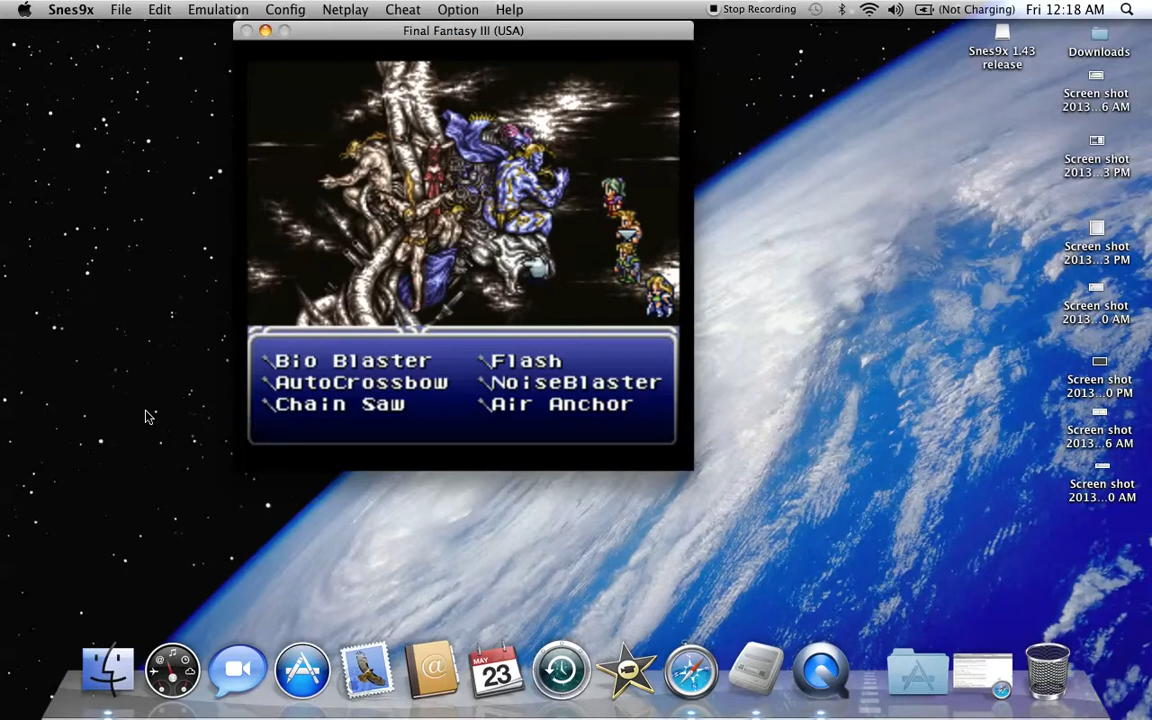 Snes9x File Edit Emulation Config Netplay Cheat Option Help Stop Recording (Not Charging) Fri 12:18 AM
Final Fantasy III (USA)
Snes9x 1.43
release
Downloads
Screen shot
2013...6 AM
Screen shot
2013...3 PM
Screen shot
2013...3 PM
Screen shot
2013...0 AM
Screen shot
2013...0 PM
Screen shot
2013...6 AM
Screen shot
2013...0 AM
Bio Blaster Flash
AutoCrossbow NoiseBlaster
Chain Saw Air Anchor
MAY
23